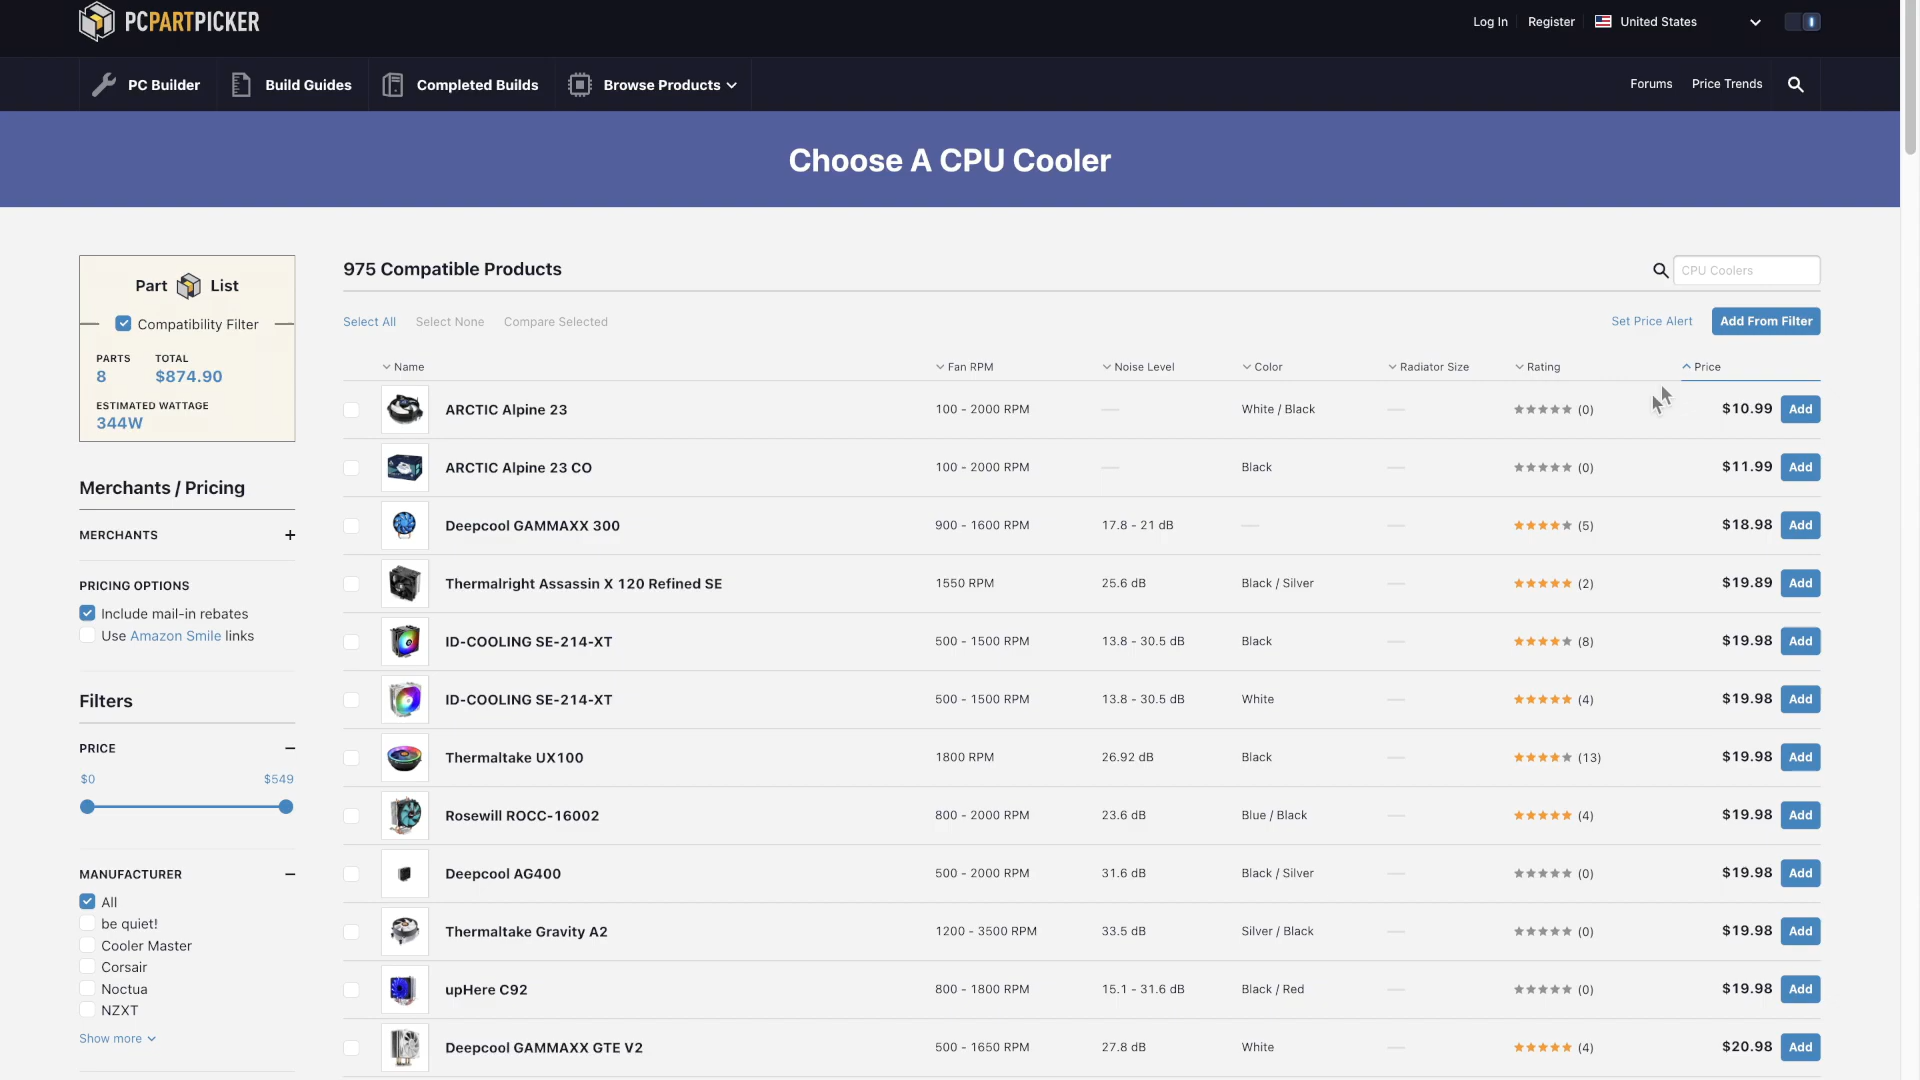 PCPARTPICKER
Log In Register United States
PC Builder Build Guides Completed Builds Browse Products
Forums Price Trends
Choose A CPU Cooler
Part List
Compatibility Filter
PARTS TOTAL
8 $874.90
ESTIMATED WATTAGE
344W
Merchants / Pricing
MERCHANTS +
PRICING OPTIONS
Include mail-in rebates
Use Amazon Smile links
Filters
PRICE
$0 $549
MANUFACTURER
All
be quiet!
Cooler Master
Corsair
Noctua
NZXT
Show more
975 Compatible Products
CPU Coolers
Select All Select None Compare Selected
Set Price Alert Add From Filter
Name Fan RPM Noise Level Color Radiator Size Rating Price
ARCTIC Alpine 23 100 - 2000 RPM — White / Black — (0) $10.99 Add
ARCTIC Alpine 23 CO 100 - 2000 RPM — Black — (0) $11.99 Add
Deepcool GAMMAXX 300 900 - 1600 RPM 17.8 - 21 dB — — (5) $18.98 Add
Thermalright Assassin X 120 Refined SE 1550 RPM 25.6 dB Black / Silver — (2) $19.89 Add
ID-COOLING SE-214-XT 500 - 1500 RPM 13.8 - 30.5 dB Black — (8) $19.98 Add
ID-COOLING SE-214-XT 500 - 1500 RPM 13.8 - 30.5 dB White — (4) $19.98 Add
Thermaltake UX100 1800 RPM 26.92 dB Black — (13) $19.98 Add
Rosewill ROCC-16002 800 - 2000 RPM 23.6 dB Blue / Black — (4) $19.98 Add
Deepcool AG400 500 - 2000 RPM 31.6 dB Black / Silver — (0) $19.98 Add
Thermaltake Gravity A2 1200 - 3500 RPM 33.5 dB Silver / Black — (0) $19.98 Add
upHere C92 800 - 1800 RPM 15.1 - 31.6 dB Black / Red — (0) $19.98 Add
Deepcool GAMMAXX GTE V2 500 - 1650 RPM 27.8 dB White — (4) $20.98 Add